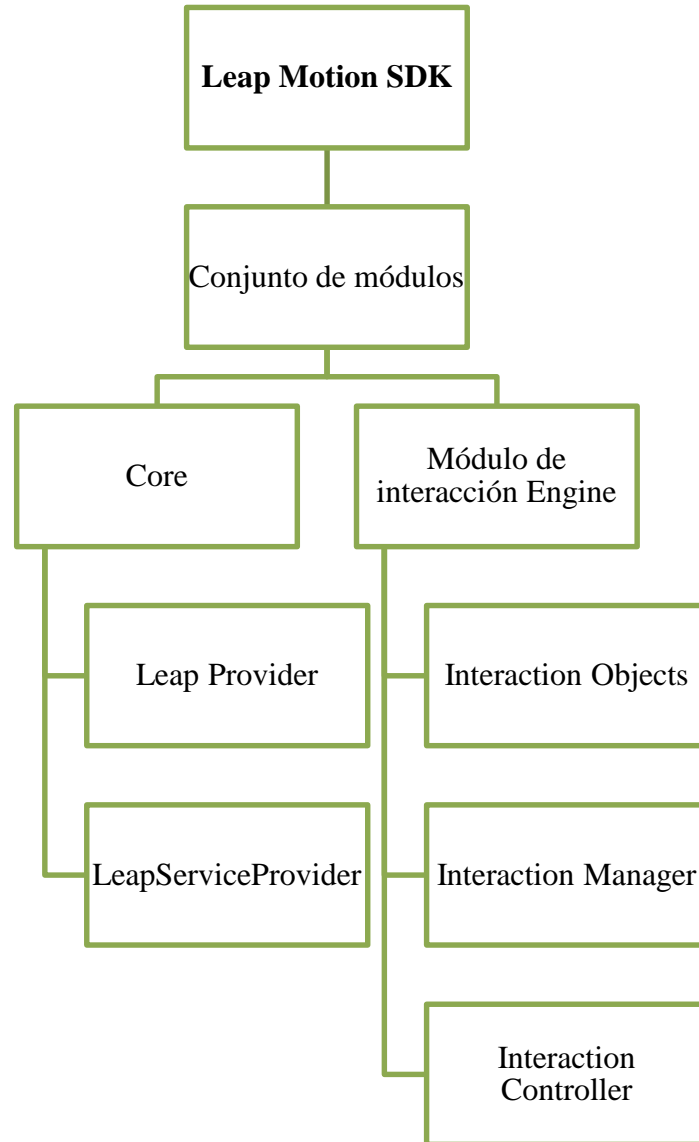 Leap Motion SDK
Conjunto de módulos
Core
Módulo de
interacción Engine
Leap Provider
Interaction Objects
LeapServiceProvider
Interaction Manager
Interaction
Controller